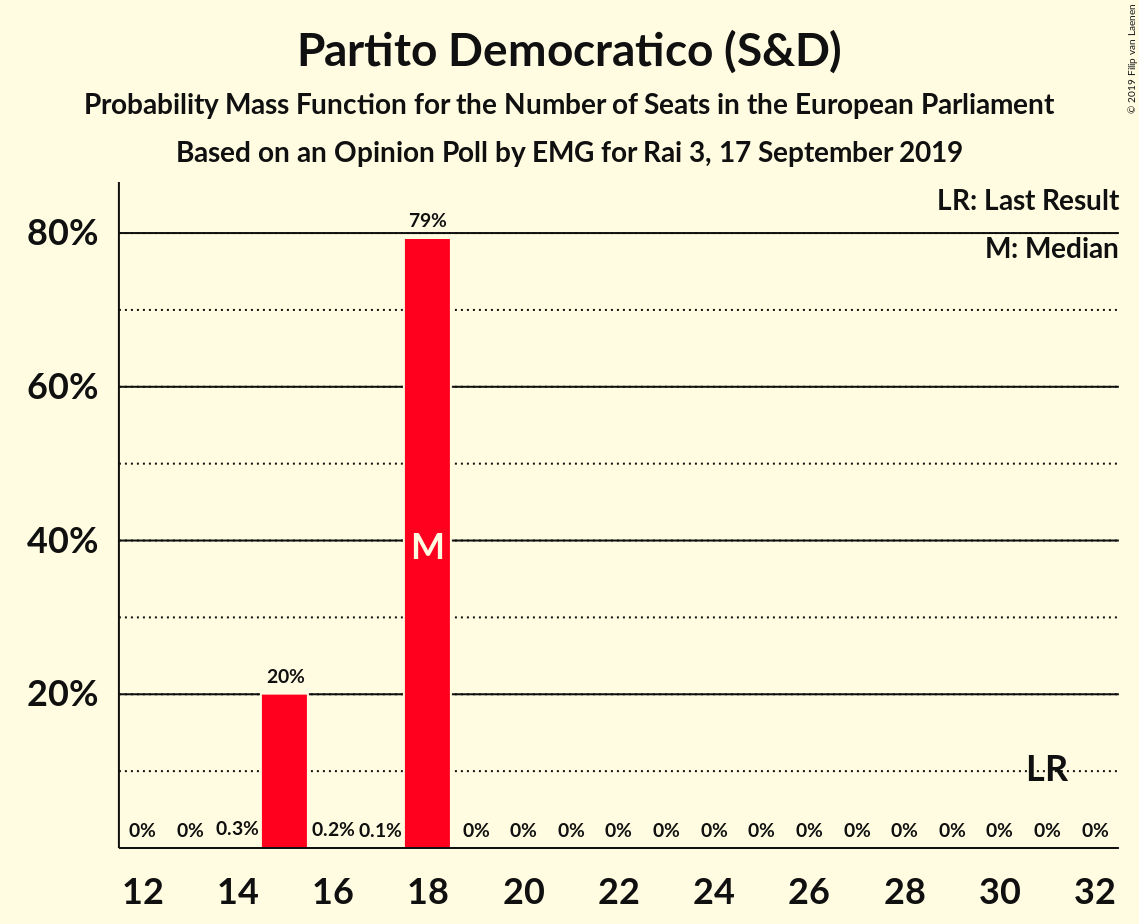 Partito Democratico (S&D)
Probability Mass Function for the Number of Seats in the European Parliament
Based on an Opinion Poll by EMG for Rai 3, 17 September 2019
© 2019 Filip van Laenen
LR: Last Result
M: Median
80%
60%
40%
20%
79%
20%
M
LR
0% 0% 0.3% 0.2% 0.1% 0% 0% 0% 0% 0% 0% 0% 0% 0% 0% 0% 0% 0% 0%
12 14 16 18 20 22 24 26 28 30 32